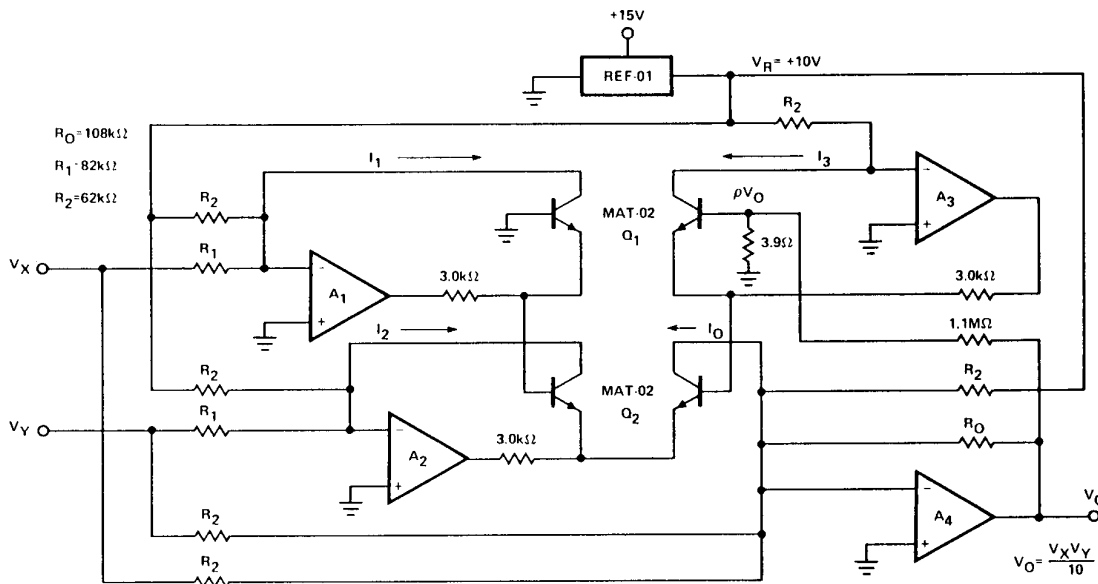 +15V
REF-01
V_R = +10V
R_O=108kΩ
R_1-82kΩ
R_2=62kΩ
R_2
I_1
I_3
A_3
ρV_O
MAT-02
Q_1
3.9Ω
R_2
R_1
V_X
A_1
3.0kΩ
3.0kΩ
1.1MΩ
I_2
I_O
R_2
R_2
MAT-02
Q_2
R_1
V_Y
A_2
3.0kΩ
R_O
A_4
V_O
R_2
R_2
V_O= V_XV_Y
10
- + - + - + - +